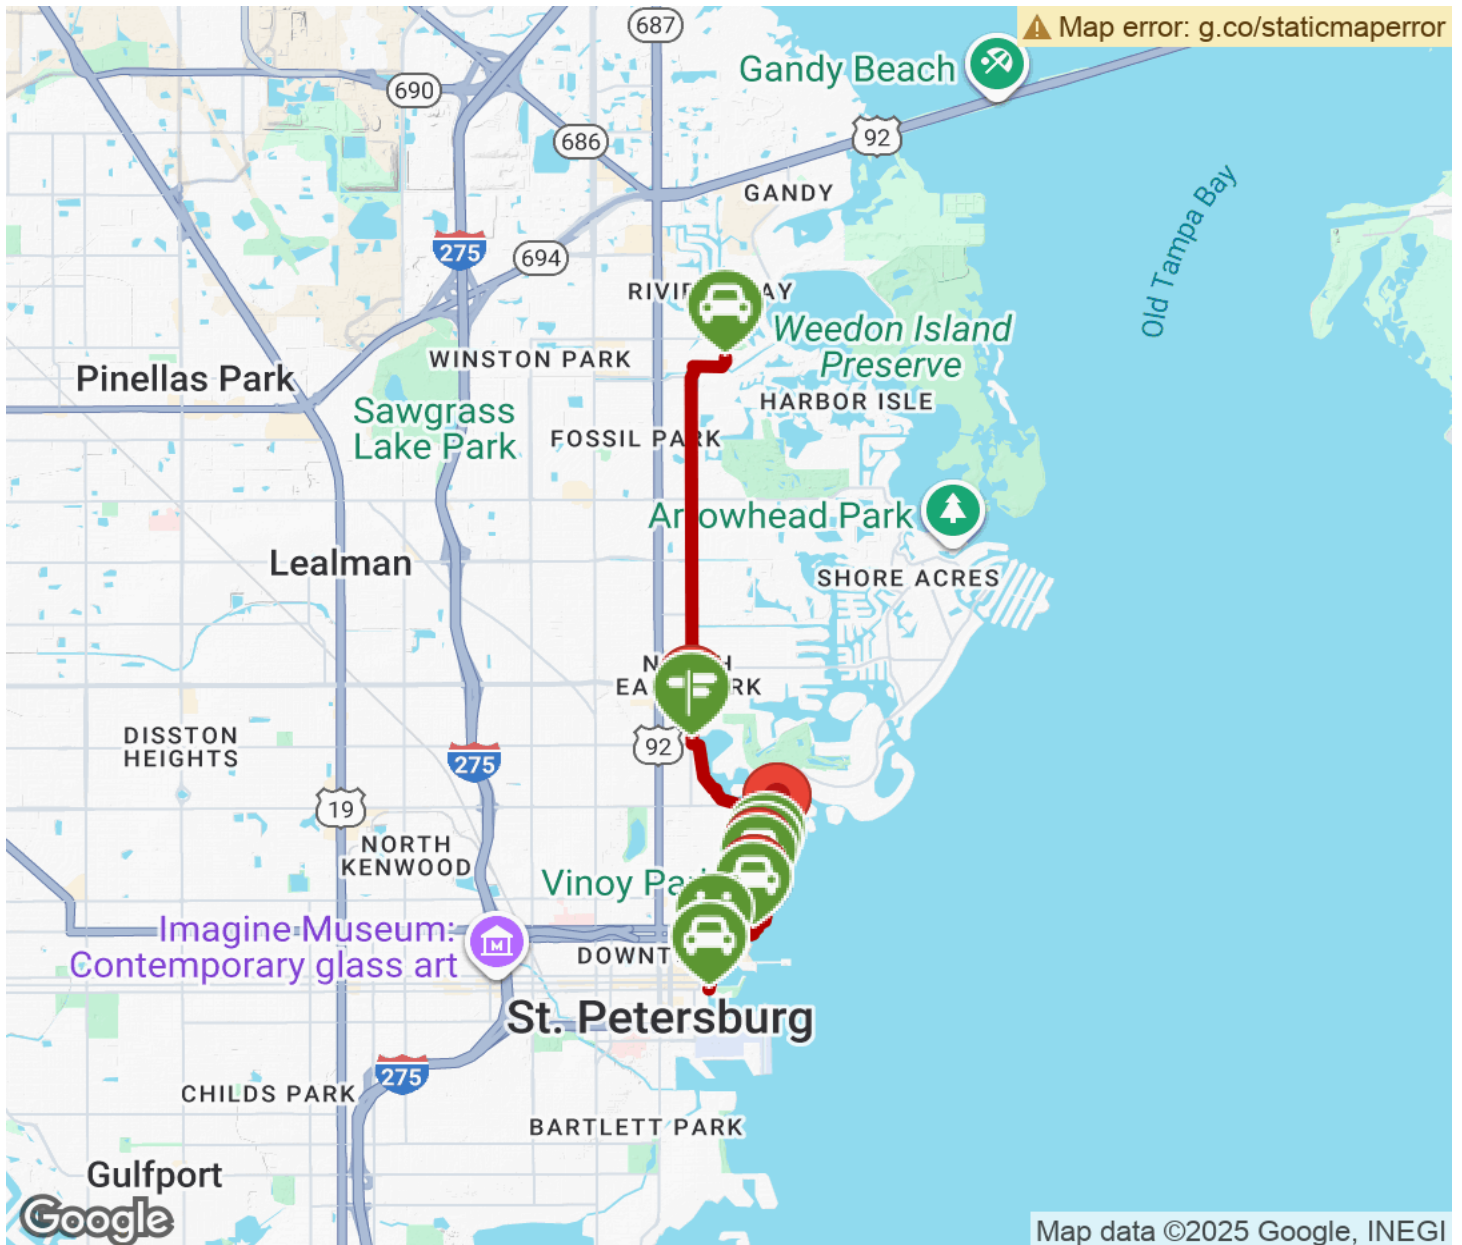 687
Map error: g.co/staticmaperror
Gandy Beach
690
92
686
GANDY
Old Tampa Bay
275
694
Weedon Island
Preserve
WINSTON PARK
Pinellas Park
HARBOR ISLE
Sawgrass
Lake Park
FOSSIL PARK
Arrowhead Park
Lealman
SHORE ACRES
DISSTON
HEIGHTS
92
275
19
NORTH
KENWOOD
Vinoy Park
Imagine Museum:
Contemporary glass art
M
St. Petersburg
275
CHILDS PARK
BARTLETT PARK
Gulfport
Google
Map data ©2025 Google, INEGI